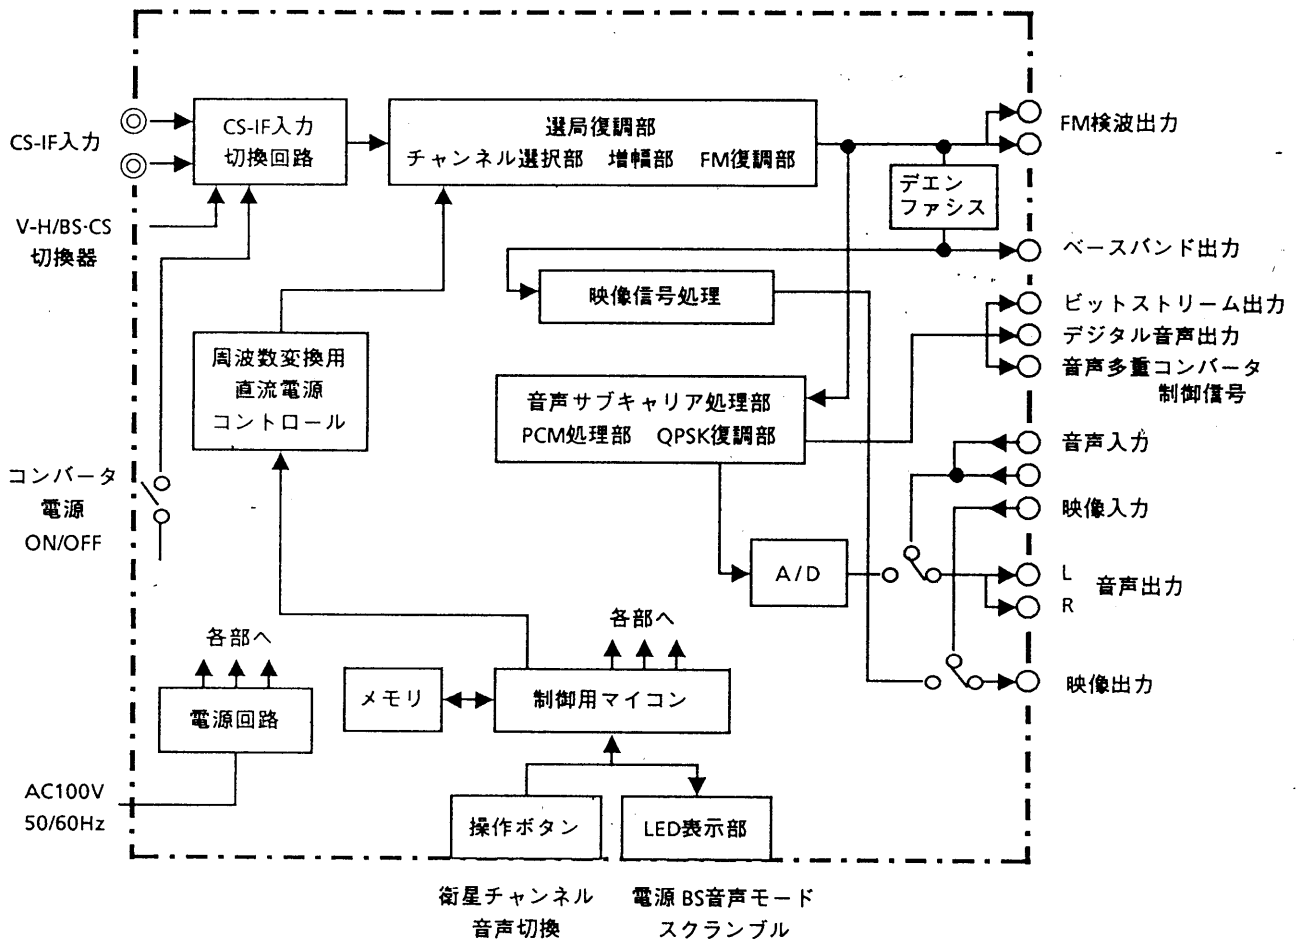 CS-IF入力
CS-IF入力
切換回路
選局復調部
チャンネル選択部 増幅部 FM復調部
FM検波出力
デエン
ファシス
V-H/BS·CS
切換器
ベースバンド出力
映像信号処理
ビットストリーム出力
デジタル音声出力
音声多重コンバータ
制御信号
周波数変換用
直流電源
コントロール
音声サブキャリア処理部
PCM処理部 QPSK復調部
音声入力
コンバータ
電源
ON/OFF
映像入力
A/D
L
音声出力
R
各部へ
各部へ
メモリ
制御用マイコン
映像出力
電源回路
AC100V
50/60Hz
操作ボタン
LED表示部
衛星チャンネル
音声切換
電源 BS音声モード
スクランブル